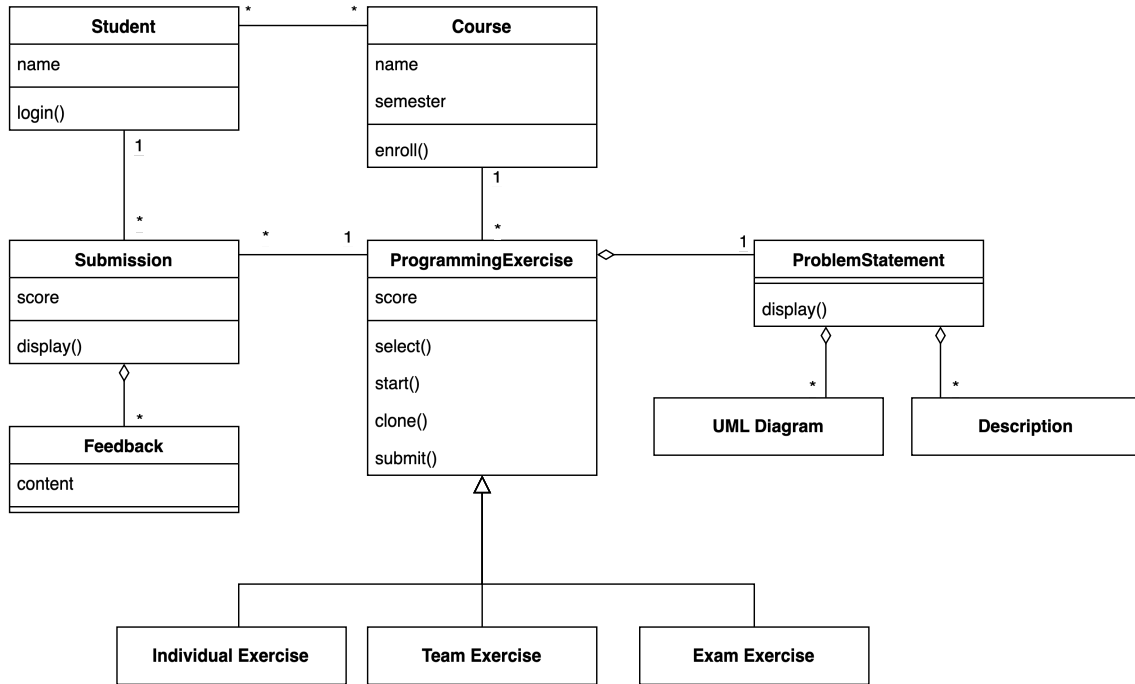 Student
name
login()
*
*
Course
name
semester
enroll()
1
*
1
*
Submission
score
display()
*
1
ProgrammingExercise
score
select()
start()
clone()
submit()
1
ProblemStatement
display()
*
*
UML Diagram
Description
*
Feedback
content
Individual Exercise
Team Exercise
Exam Exercise